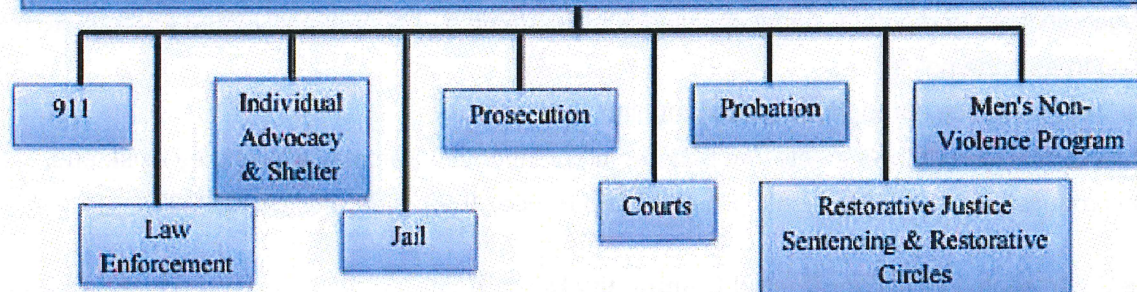 911
Law
Enforcement
Individual
Advocacy
& Shelter
Jail
Prosecution
Courts
Probation
Restorative Justice
Sentencing & Restorative
Circles
Men's Non-
Violence Program